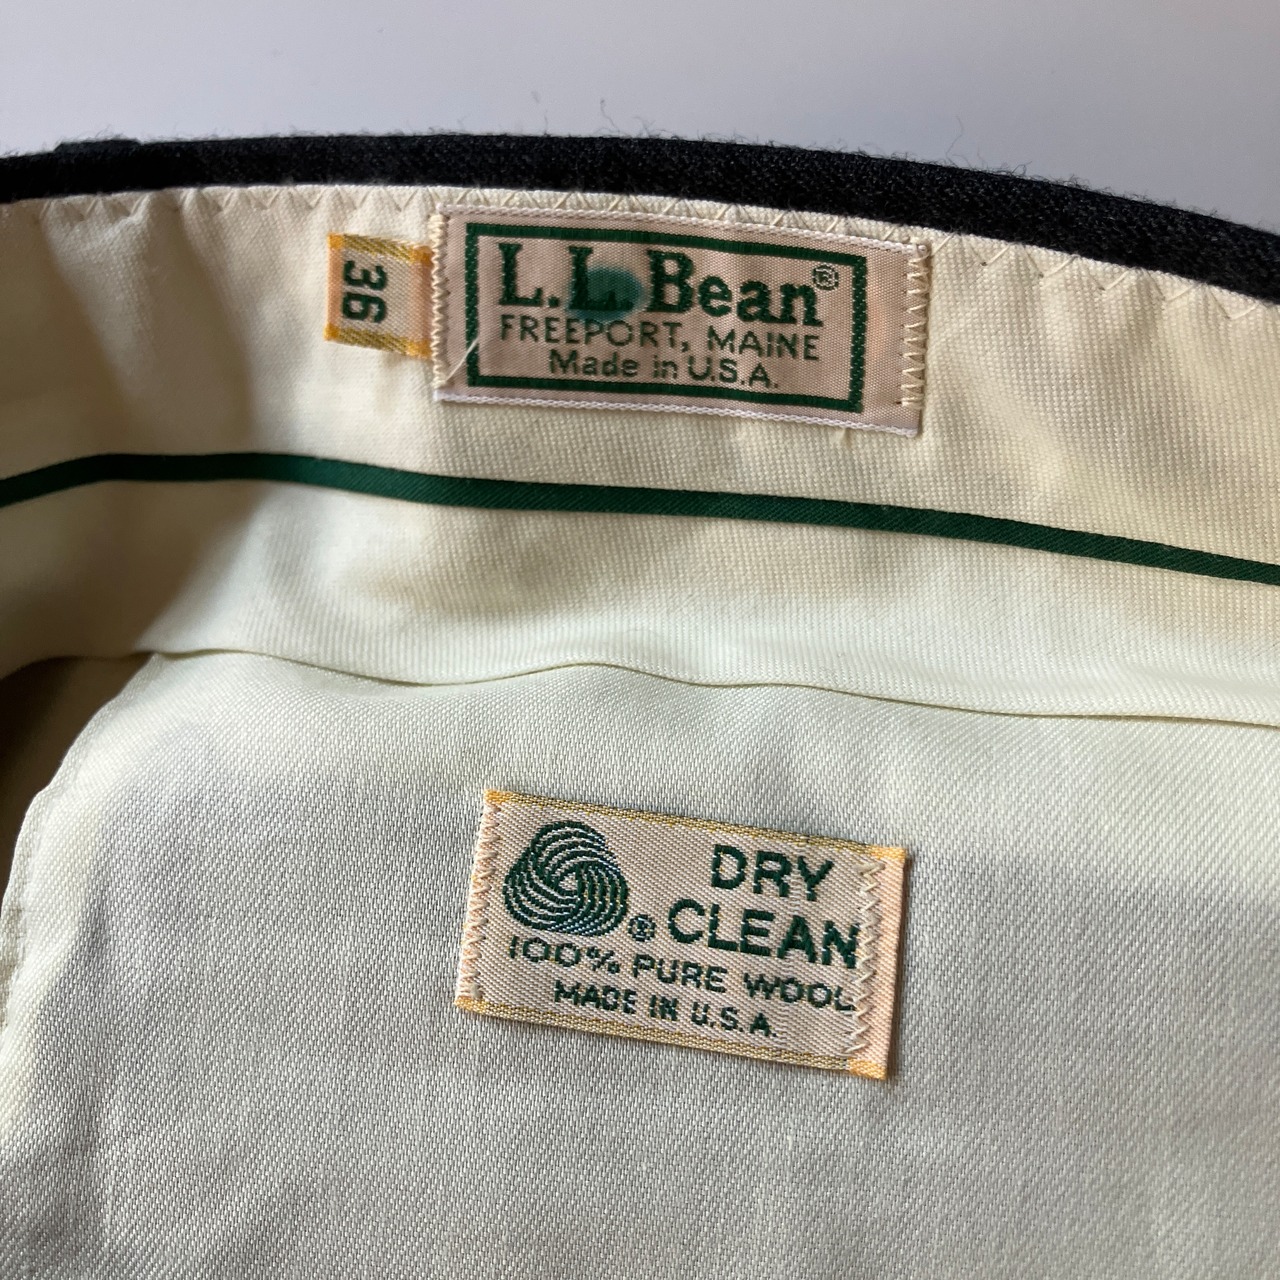 36
L.L.Bean®
FREEPORT, MAINE
Made in U.S.A.
DRY
® CLEAN
100% PURE WOOL
MADE IN U.S.A.